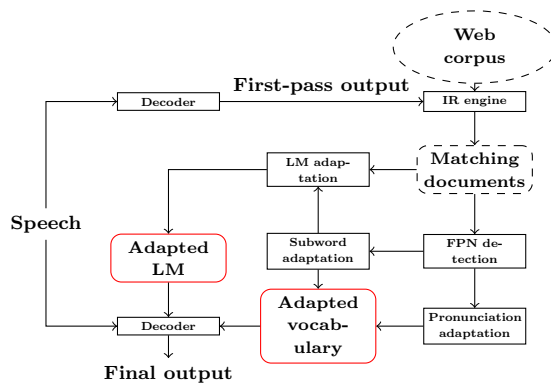 Web
corpus
First-pass output
Decoder
IR engine
LM adap-
tation
Matching
documents
Speech
Adapted
LM
Subword
adaptation
FPN de-
tection
Decoder
Adapted
vocab-
ulary
Pronunciation
adaptation
Final output